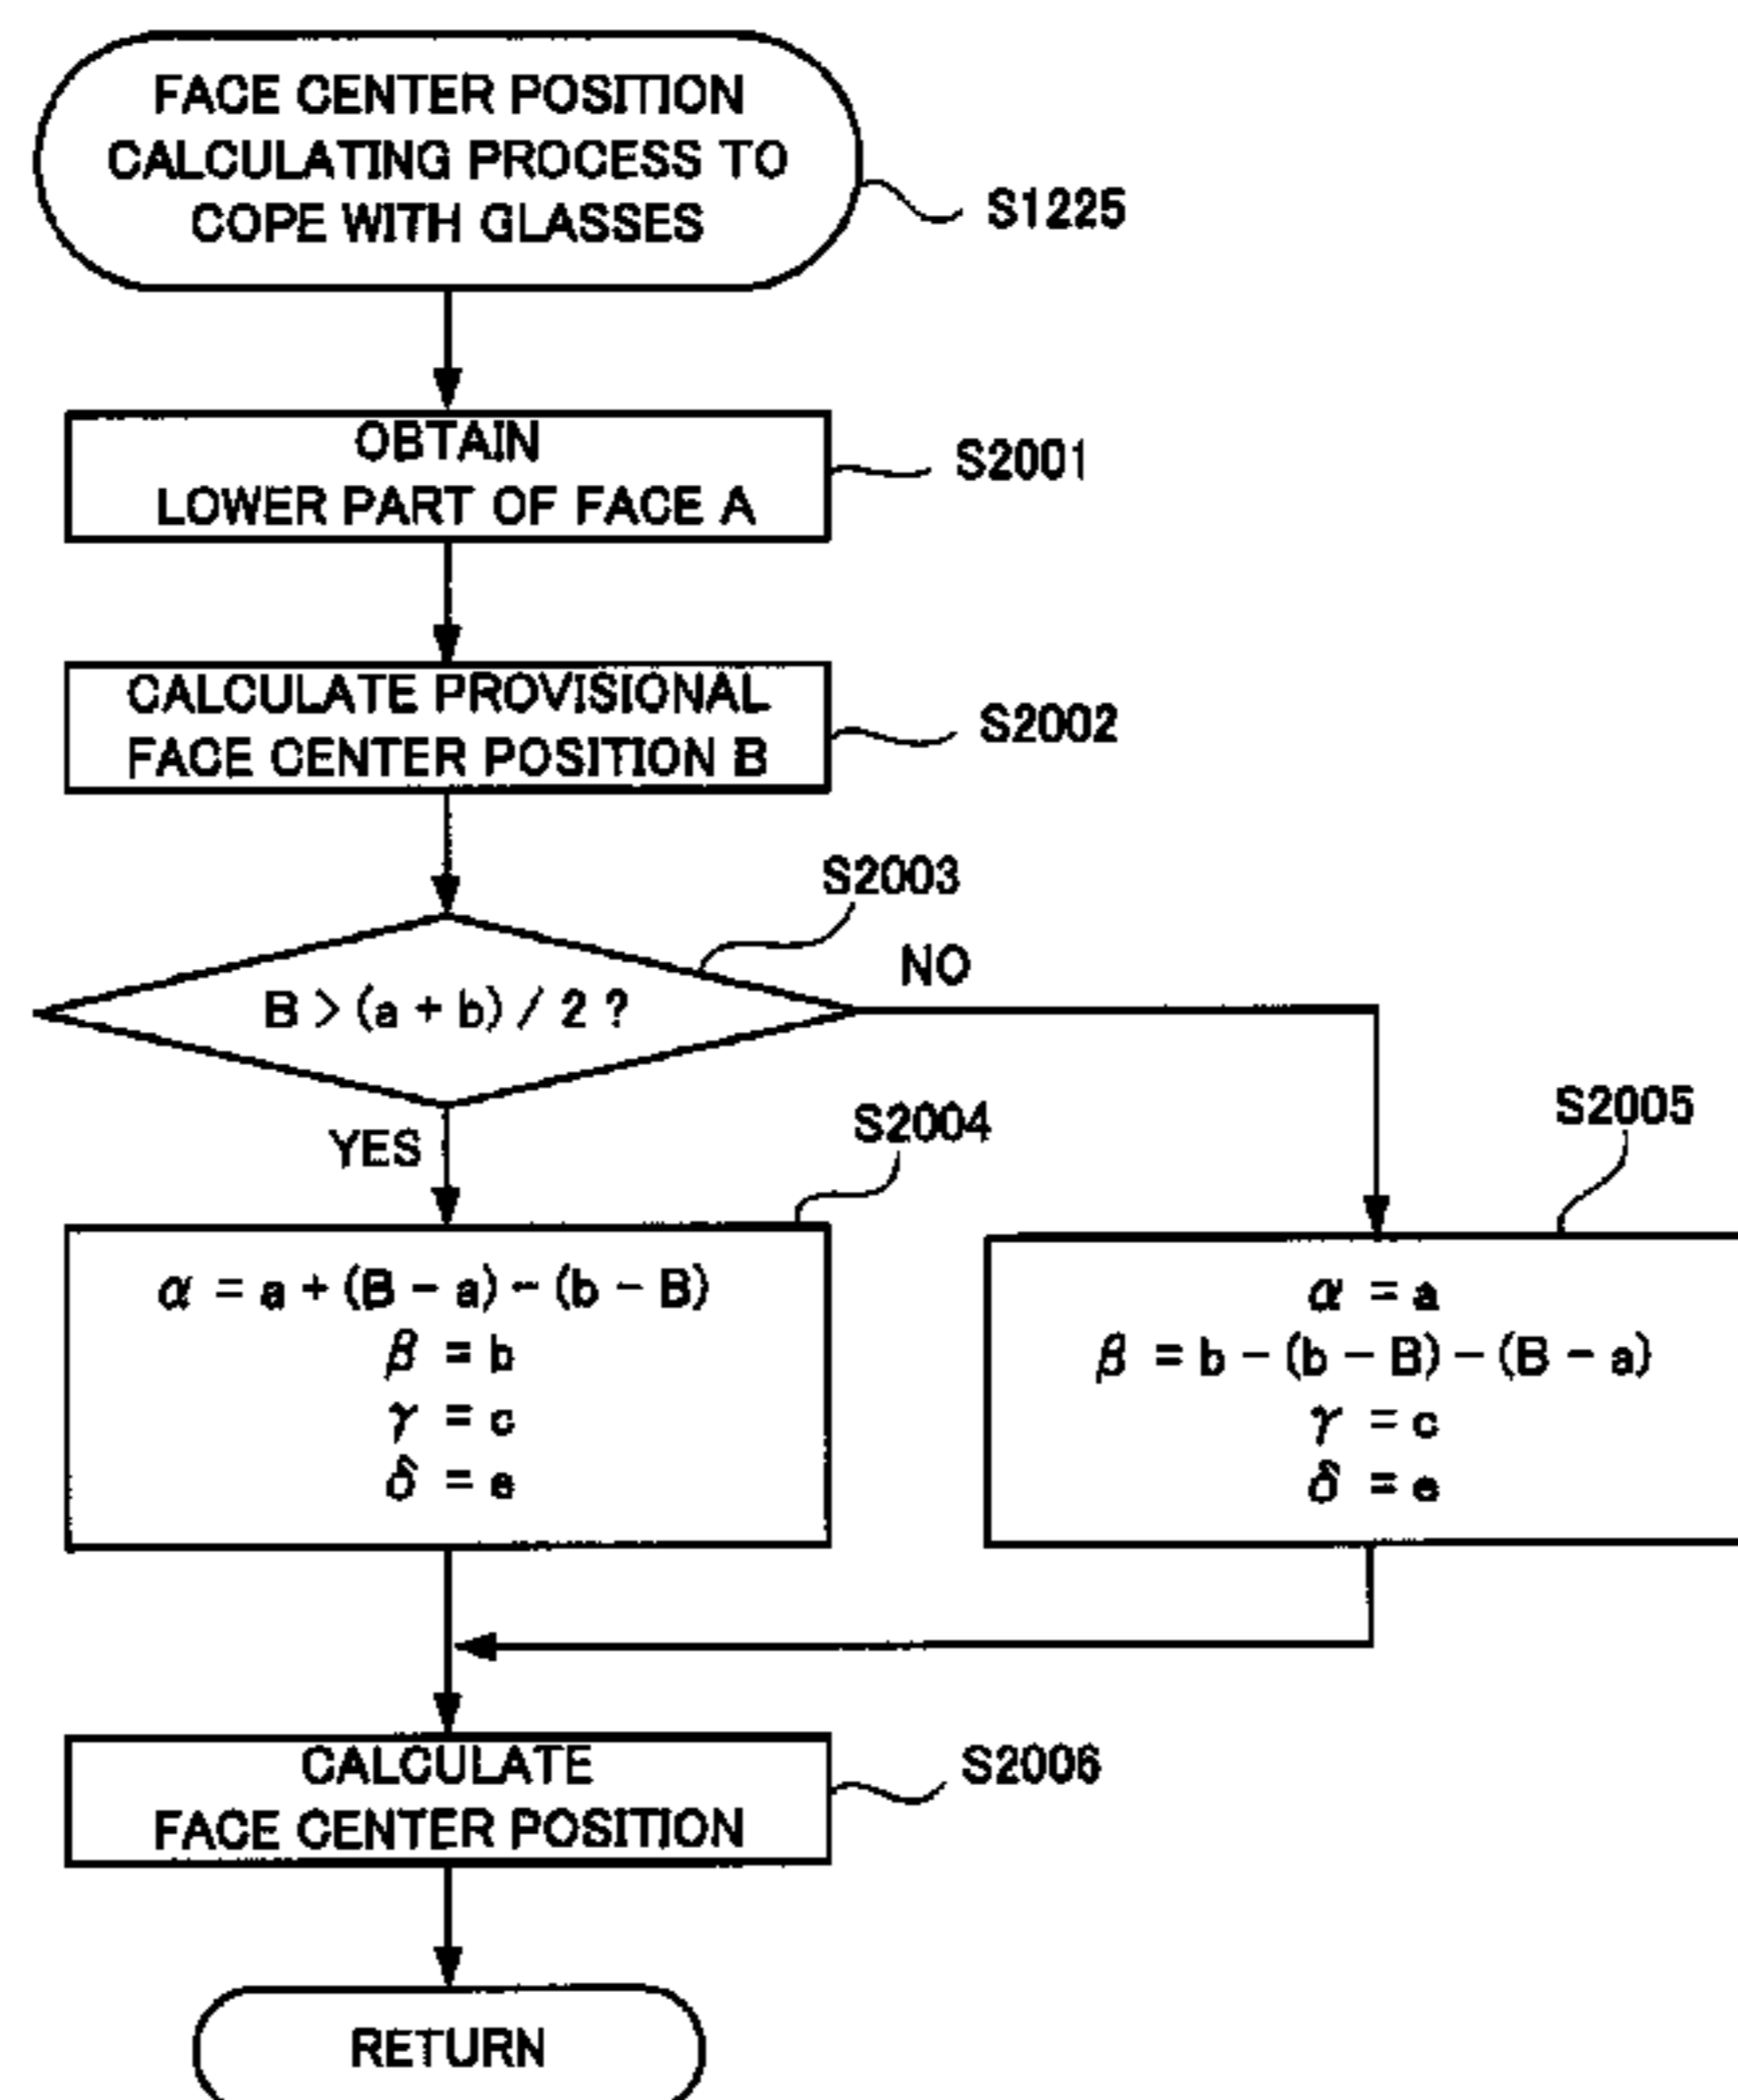 FACE CENTER POSITION
CALCULATING PROCESS TO
COPE WITH GLASSES
S1225
OBTAIN
LOWER PART OF FACE A
S2001
CALCULATE PROVISIONAL
FACE CENTER POSITION B
S2002
S2003
B > (a + b) / 2 ?
NO
YES
S2004
α = a + (B - a) - (b - B)
β = b
γ = c
δ = e
S2005
α = a
β = b - (b - B) - (B - a)
γ = c
δ = e
CALCULATE
FACE CENTER POSITION
S2006
RETURN